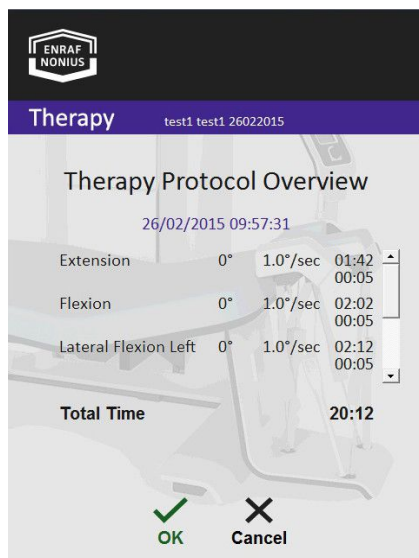 ENRAF
NONIUS
Therapy test1 test1 26022015
Therapy Protocol Overview
26/02/2015 09:57:31
Extension 0° 1.0°/sec 01:42
00:05
Flexion 0° 1.0°/sec 02:02
00:05
Lateral Flexion Left 0° 1.0°/sec 02:12
00:05
Total Time 20:12
OK Cancel